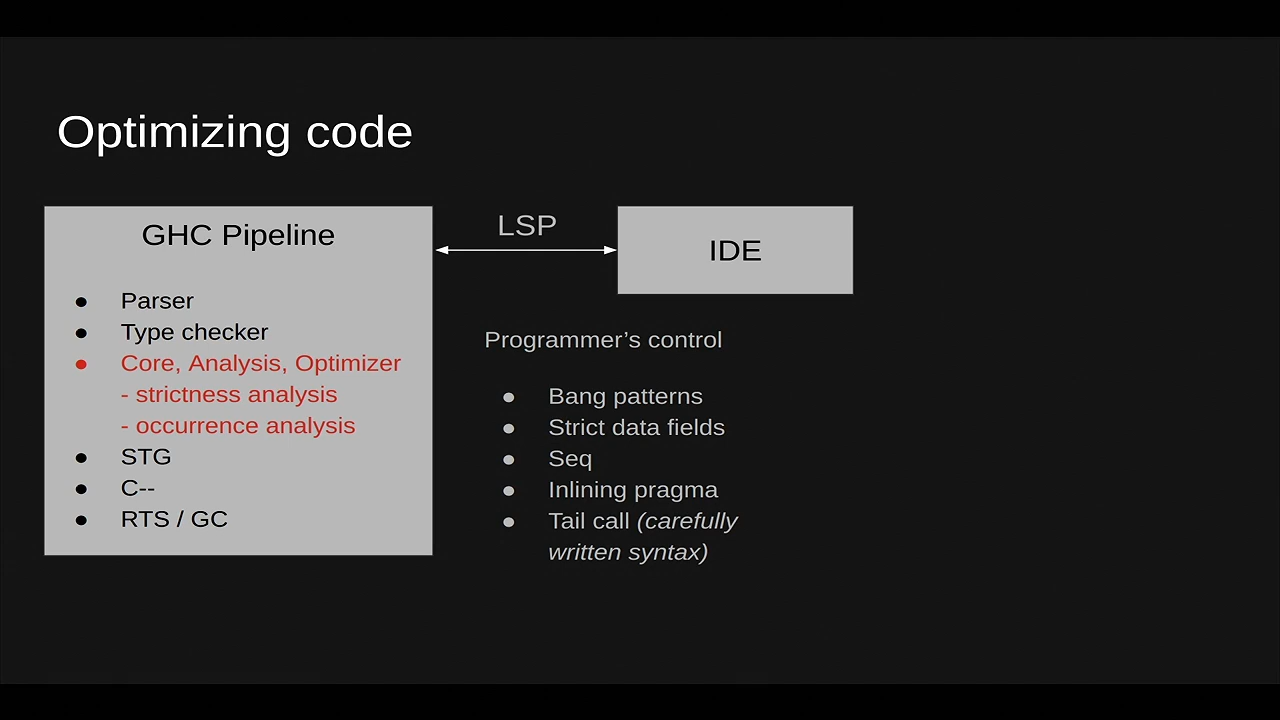 Optimizing code
GHC Pipeline
● Parser
● Type checker
● Core, Analysis, Optimizer
- strictness analysis
- occurrence analysis
● STG
● C--
● RTS / GC
LSP
IDE
Programmer’s control
● Bang patterns
● Strict data fields
● Seq
● Inlining pragma
● Tail call (carefully
written syntax)